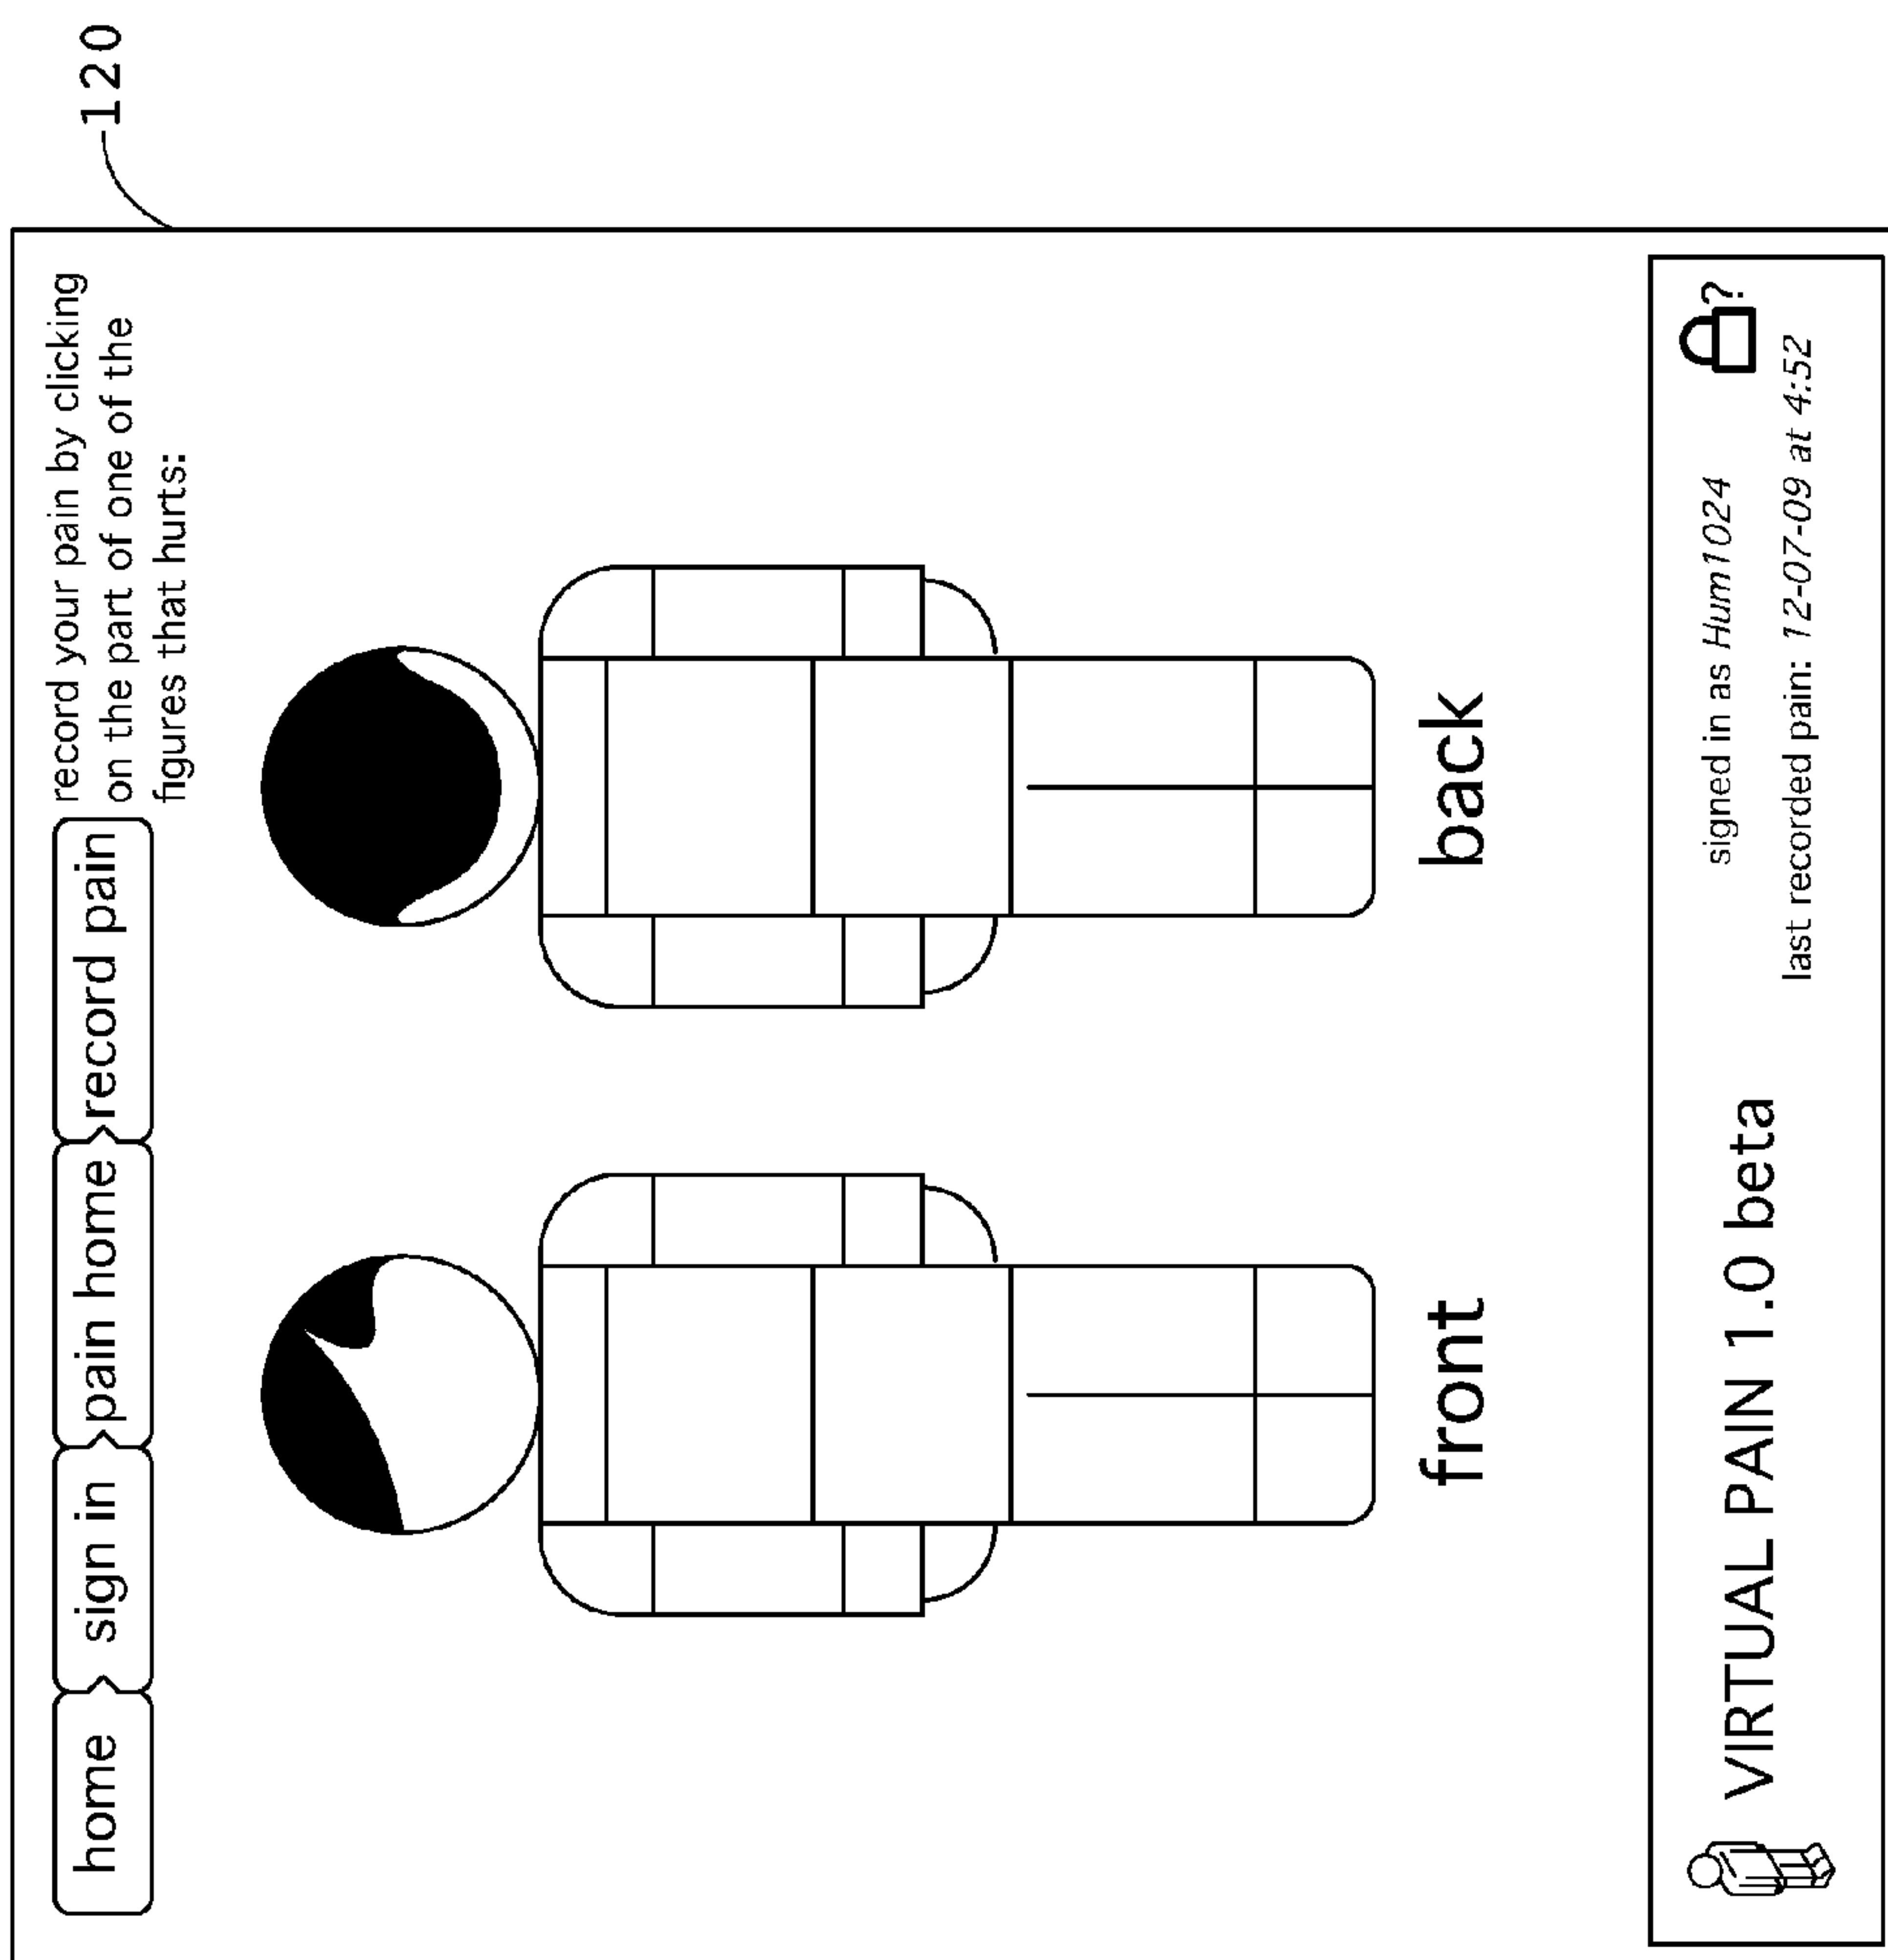 120
home
sign in
pain home
record pain
record your pain by clicking
on the part of one of the
figures that hurts:
front
back
VIRTUAL PAIN 1.0 beta
signed in as Hum1024
last recorded pain: 12-07-09 at 4:52
?